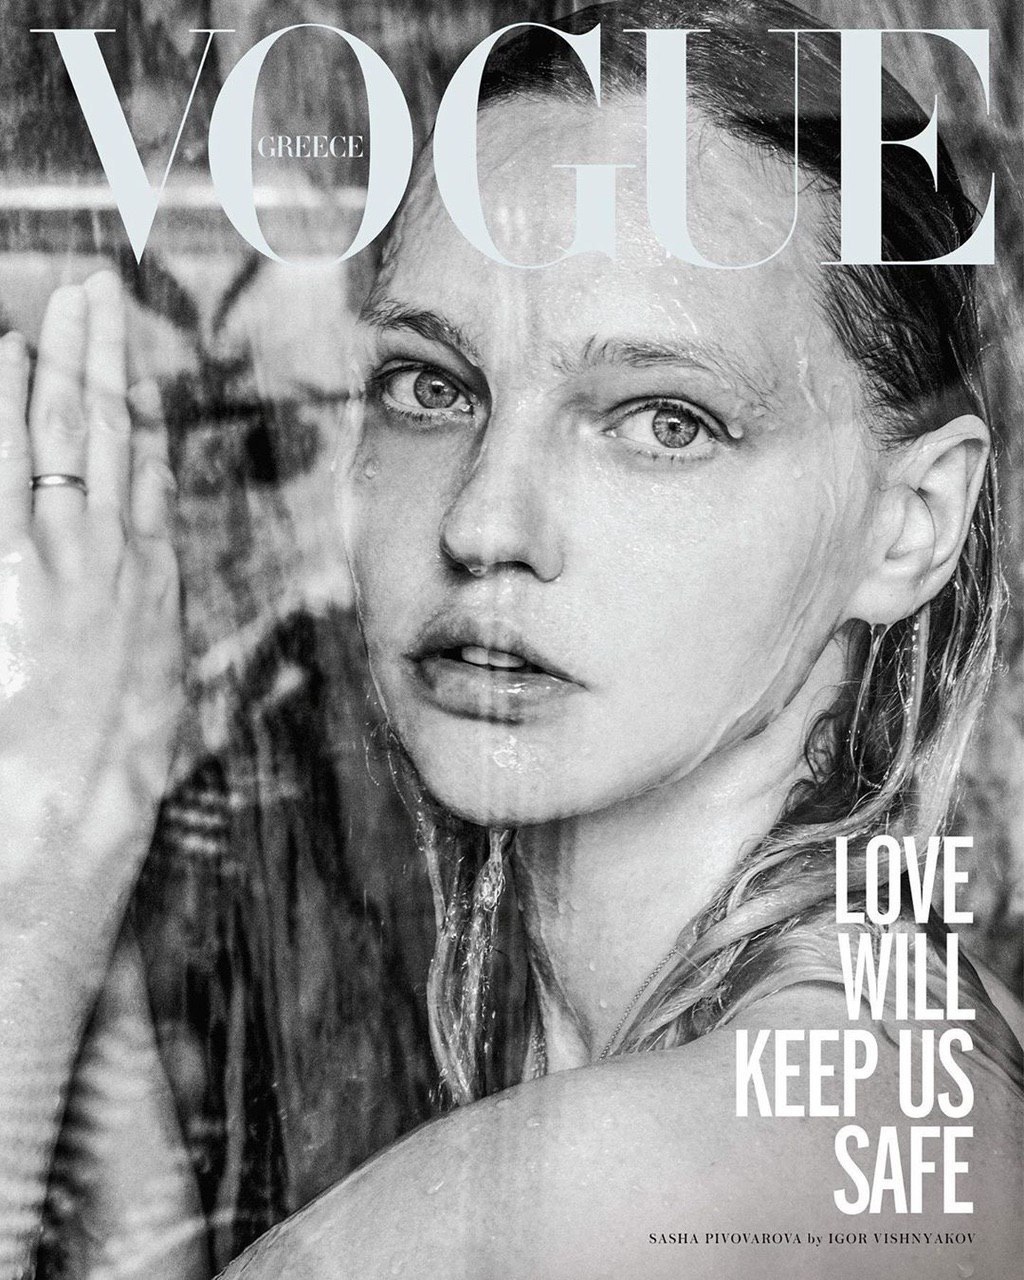 VOGUE
GREECE
LOVE
WILL
KEEP US
SAFE
SASHA PIVOVAROVA by IGOR VISHNYAKOV